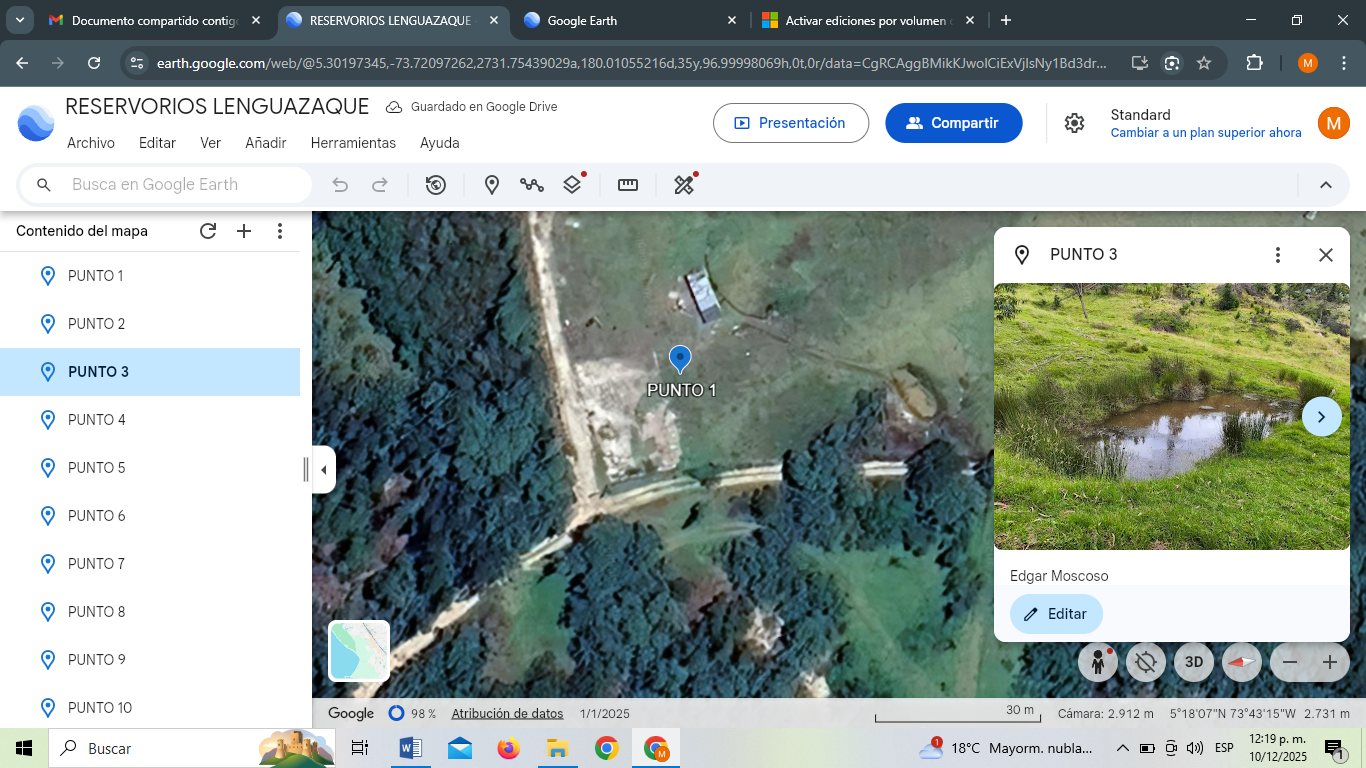 Documento compartido contigo
RESERVORIOS LENGUAZAQUE
Google Earth
Activar ediciones por volumen
earth.google.com/web/@5.30197345,-73.72097262,2731.75439029a,180.01055216d,35y,96.99998069h,0t,0r/data=CgRCAggBMikKJwolCiExVjlsNy1Bd3dr...
M
RESERVORIOS LENGUAZAQUE
Guardado en Google Drive
Archivo Editar Ver Añadir Herramientas Ayuda
Presentación
Compartir
Standard
Cambiar a un plan superior ahora
M
Busca en Google Earth
Contenido del mapa
PUNTO 1
PUNTO 2
PUNTO 3
PUNTO 4
PUNTO 5
PUNTO 6
PUNTO 7
PUNTO 8
PUNTO 9
PUNTO 10
PUNTO 1
PUNTO 3
Edgar Moscoso
Editar
3D
Google
98 %
Atribución de datos
1/1/2025
30 m
Cámara: 2.912 m
5°18'07"N 73°43'15"W
2.731 m
Buscar
1
18°C Mayorm. nubla...
ESP
12:19 p. m.
10/12/2025
1